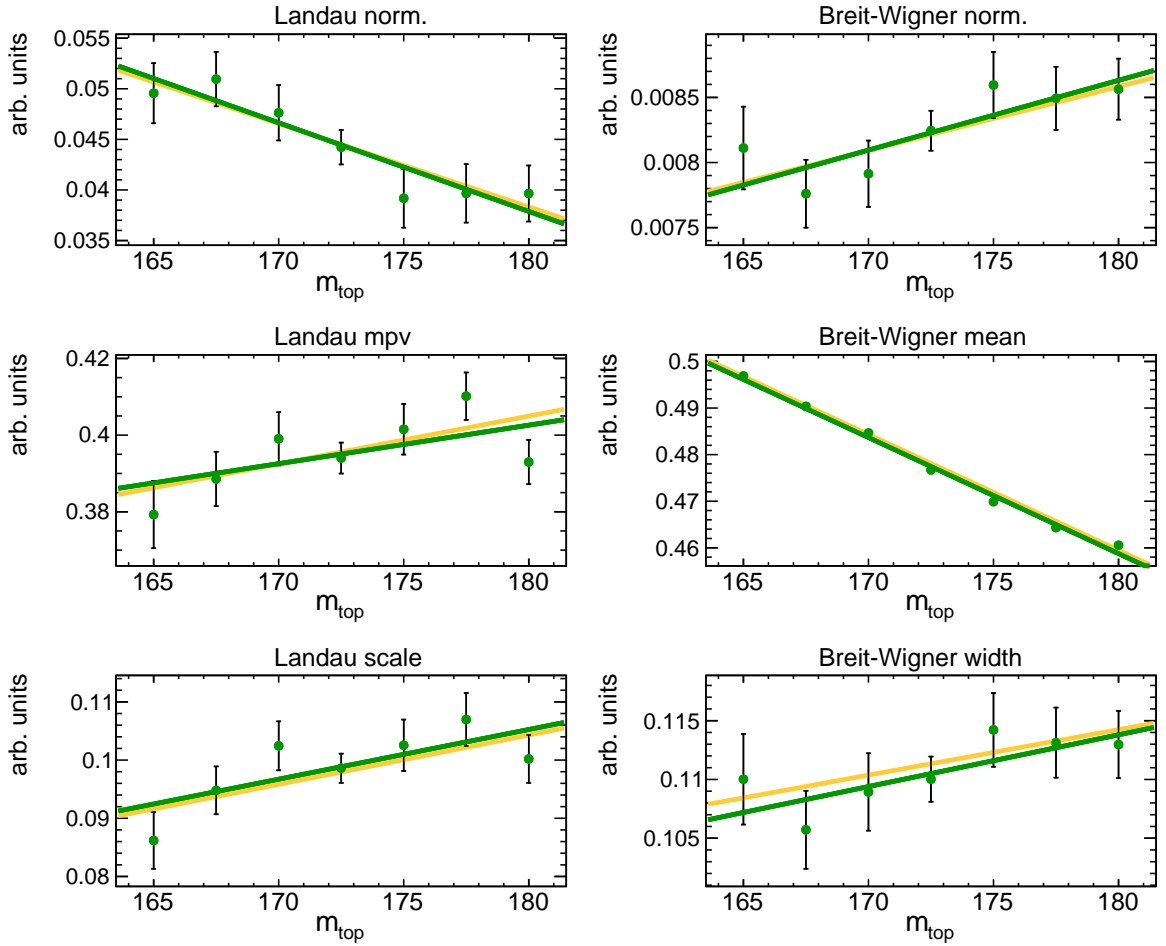 Landau norm.
arb. units
0.055
0.05
0.045
0.04
0.035
165 170 175 180
m_top
Breit-Wigner norm.
arb. units
0.0085
0.008
0.0075
165 170 175 180
m_top
Landau mpv
arb. units
0.42
0.4
0.38
165 170 175 180
m_top
Breit-Wigner mean
arb. units
0.5
0.49
0.48
0.47
0.46
165 170 175 180
m_top
Landau scale
arb. units
0.11
0.1
0.09
0.08
165 170 175 180
m_top
Breit-Wigner width
arb. units
0.115
0.11
0.105
165 170 175 180
m_top